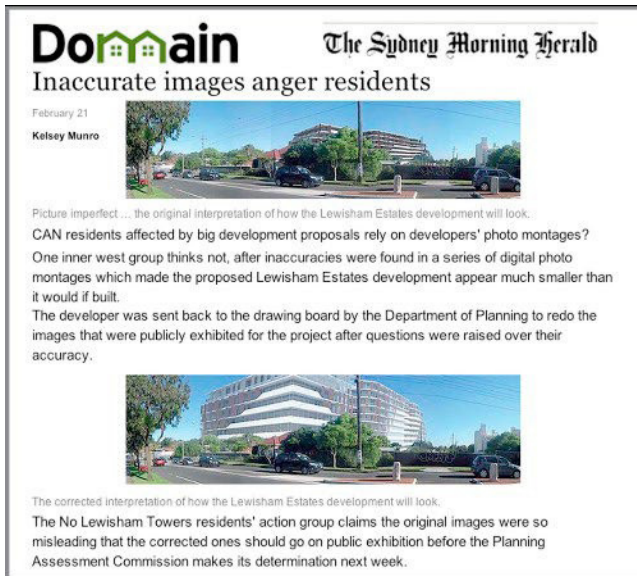 Domain
The Sydney Morning Herald
Inaccurate images anger residents
February 21
Kelsey Munro
Picture imperfect ... the original interpretation of how the Lewisham Estates development will look.
CAN residents affected by big development proposals rely on developers' photo montages?
One inner west group thinks not, after inaccuracies were found in a series of digital photo
montages which made the proposed Lewisham Estates development appear much smaller than
it would if built.
The developer was sent back to the drawing board by the Department of Planning to redo the
images that were publicly exhibited for the project after questions were raised over their
accuracy.
The corrected interpretation of how the Lewisham Estates development will look.
The No Lewisham Towers residents' action group claims the original images were so
misleading that the corrected ones should go on public exhibition before the Planning
Assessment Commission makes its determination next week.